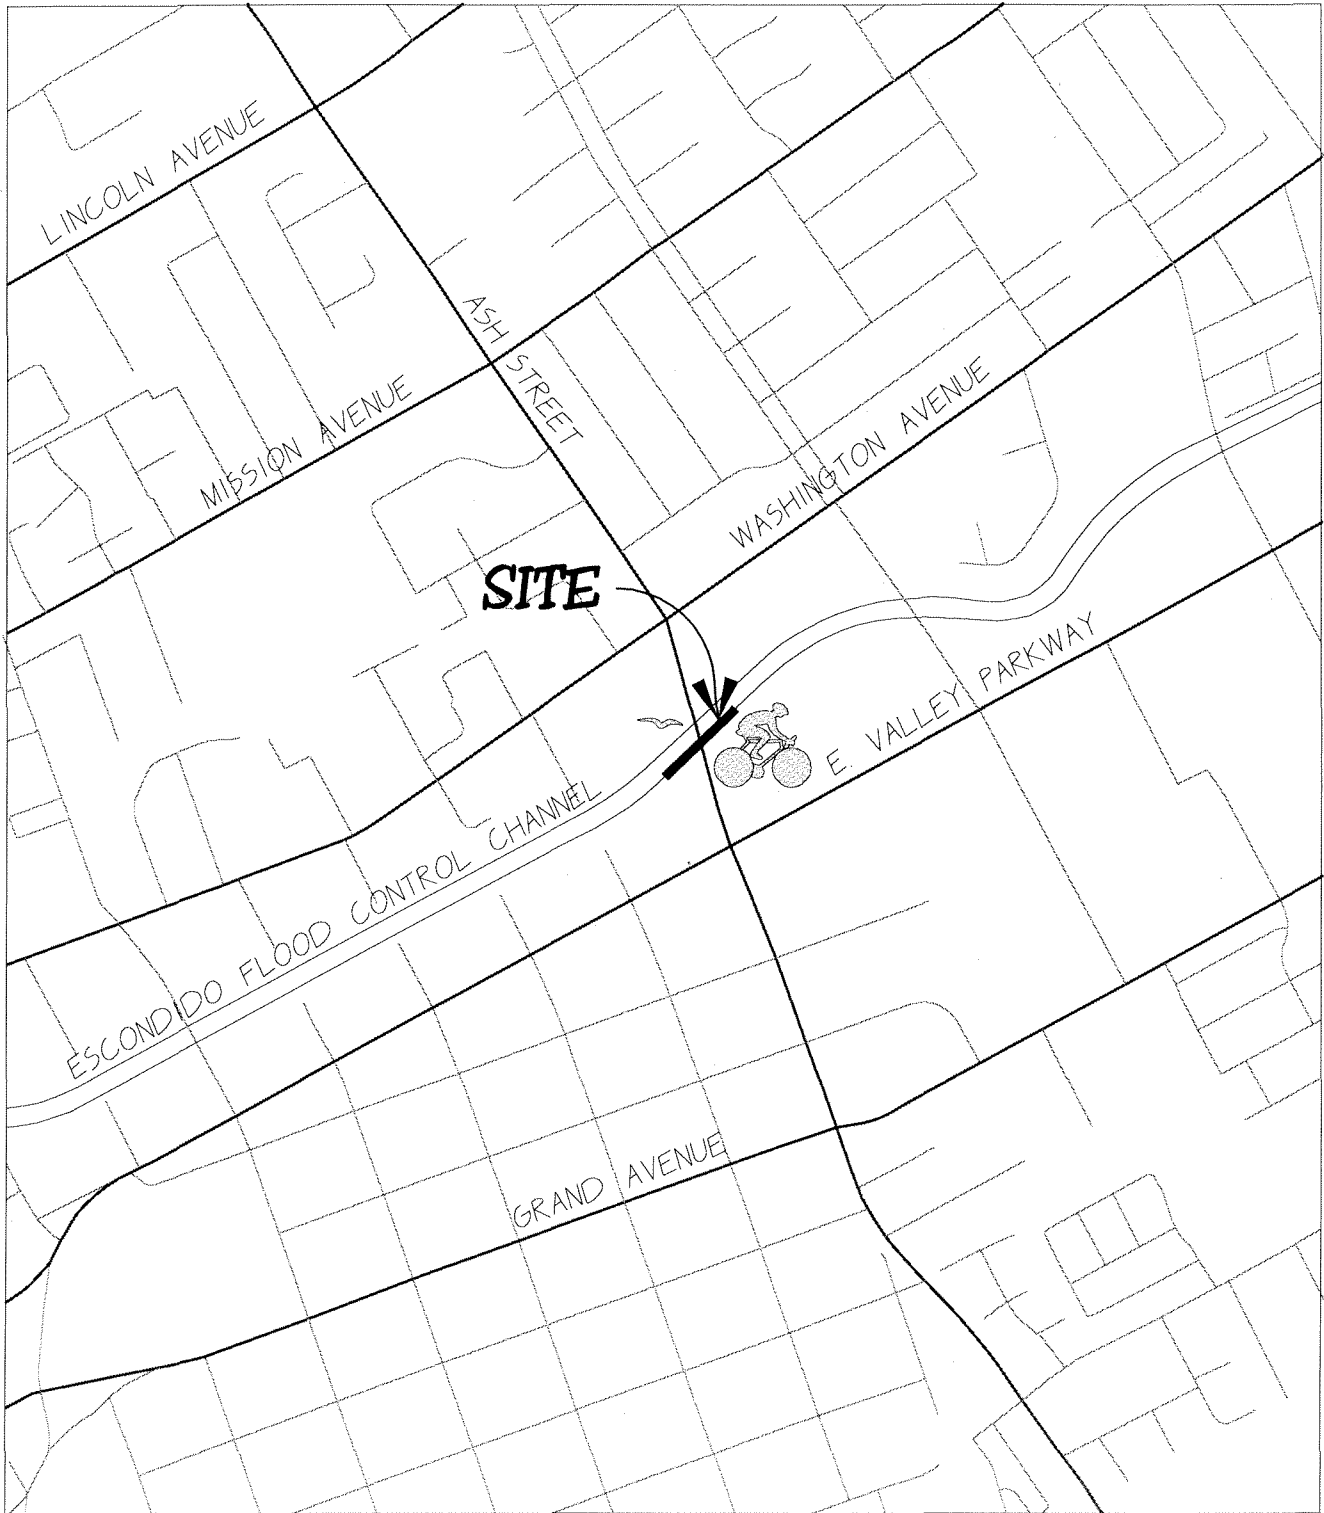 LINCOLN AVENUE
ASH STREET
MISSION AVENUE
WASHINGTON AVENUE
SITE
E. VALLEY PARKWAY
ESCONDIDO FLOOD CONTROL CHANNEL
GRAND AVENUE